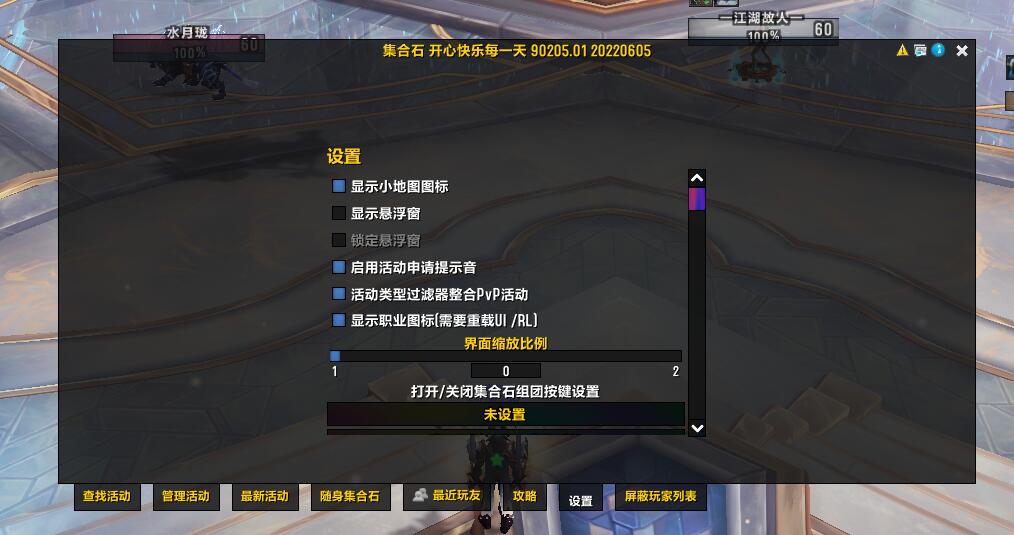 水月珑
100%
60
一江湖故人一
100%
60
集合石 开心快乐每一天 90205.01 20220605
设置
显示小地图图标
显示悬浮窗
锁定悬浮窗
启用活动申请提示音
活动类型过滤器整合PvP活动
显示职业图标(需要重载UI /RL)
界面缩放比例
1
0
2
打开/关闭集合石组团按键设置
未设置
查找活动
管理活动
最新活动
随身集合石
最近玩友
攻略
设置
屏蔽玩家列表